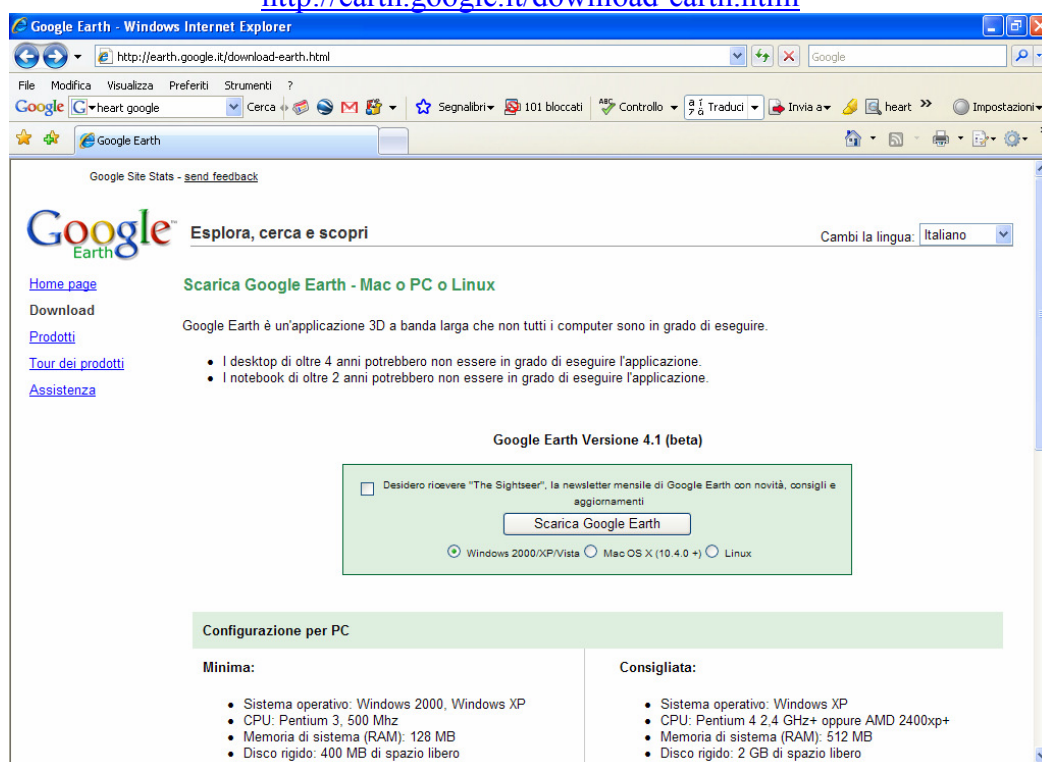 http://earth.google.it/download-earth.html
Google Earth - Windows Internet Explorer
http://earth.google.it/download-earth.html
Google
File Modifica Visualizza Preferiti Strumenti ?
Google G heart google Cerca Segnalibri 101 bloccati Controllo Traduci Invia a heart » Impostazioni
Google Earth
Google Site Stats - send feedback
Google™
Earth
Esplora, cerca e scopri
Cambi la lingua: Italiano
Home page
Download
Prodotti
Tour dei prodotti
Assistenza
Scarica Google Earth - Mac o PC o Linux
Google Earth è un'applicazione 3D a banda larga che non tutti i computer sono in grado di eseguire.
• I desktop di oltre 4 anni potrebbero non essere in grado di eseguire l'applicazione.
• I notebook di oltre 2 anni potrebbero non essere in grado di eseguire l'applicazione.
Google Earth Versione 4.1 (beta)
Desidero ricevere "The Sightseer", la newsletter mensile di Google Earth con novità, consigli e
aggiornamenti
Scarica Google Earth
Windows 2000/XP/Vista Mac OS X (10.4.0 +) Linux
Configurazione per PC
Minima:
• Sistema operativo: Windows 2000, Windows XP
• CPU: Pentium 3, 500 Mhz
• Memoria di sistema (RAM): 128 MB
• Disco rigido: 400 MB di spazio libero
Consigliata:
• Sistema operativo: Windows XP
• CPU: Pentium 4 2,4 GHz+ oppure AMD 2400xp+
• Memoria di sistema (RAM): 512 MB
• Disco rigido: 2 GB di spazio libero